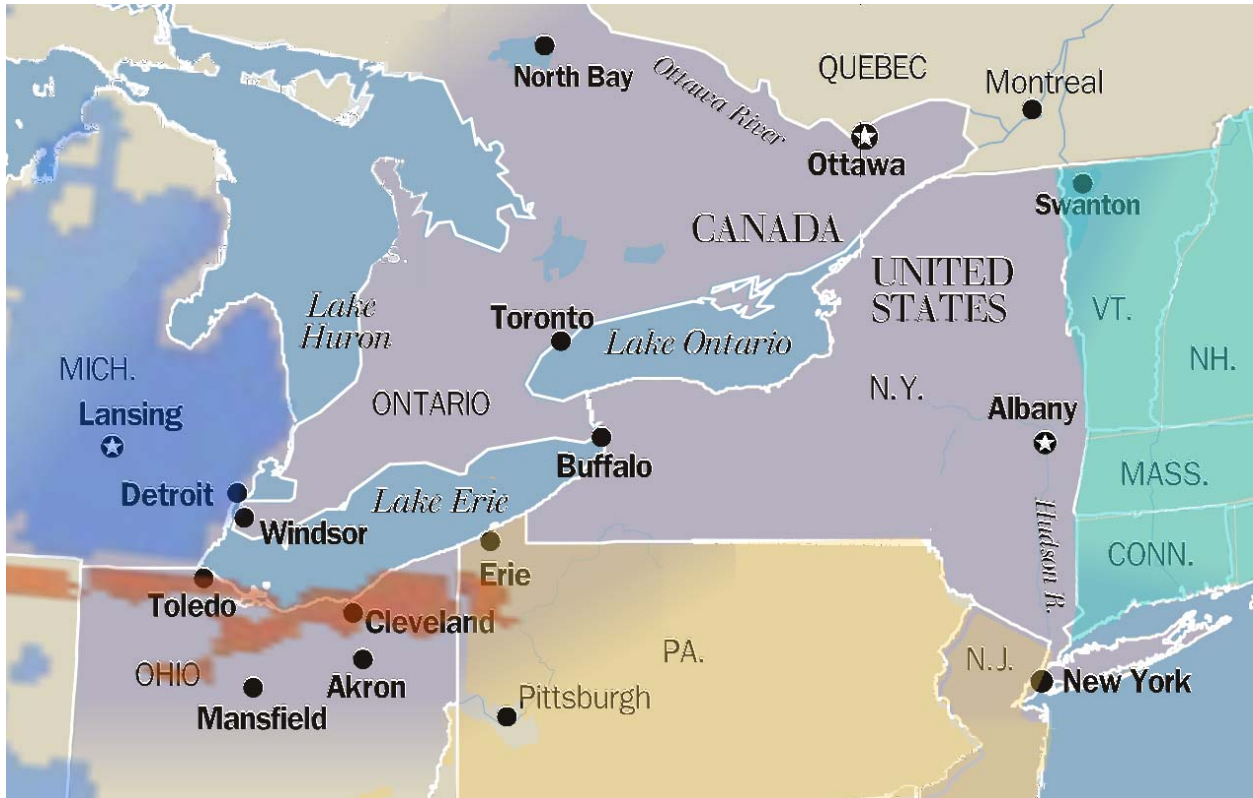 North Bay
Ottawa River
QUEBEC
Montreal
Ottawa
Swanton
CANADA
UNITED
STATES
VT.
NH.
Lake
Huron
Toronto
Lake Ontario
MICH.
Lansing
ONTARIO
N.Y.
Albany
Buffalo
MASS.
Detroit
Lake Erie
Windsor
Hudson R.
CONN.
Erie
Toledo
Cleveland
PA.
N.J.
OHIO
Akron
New York
Mansfield
Pittsburgh